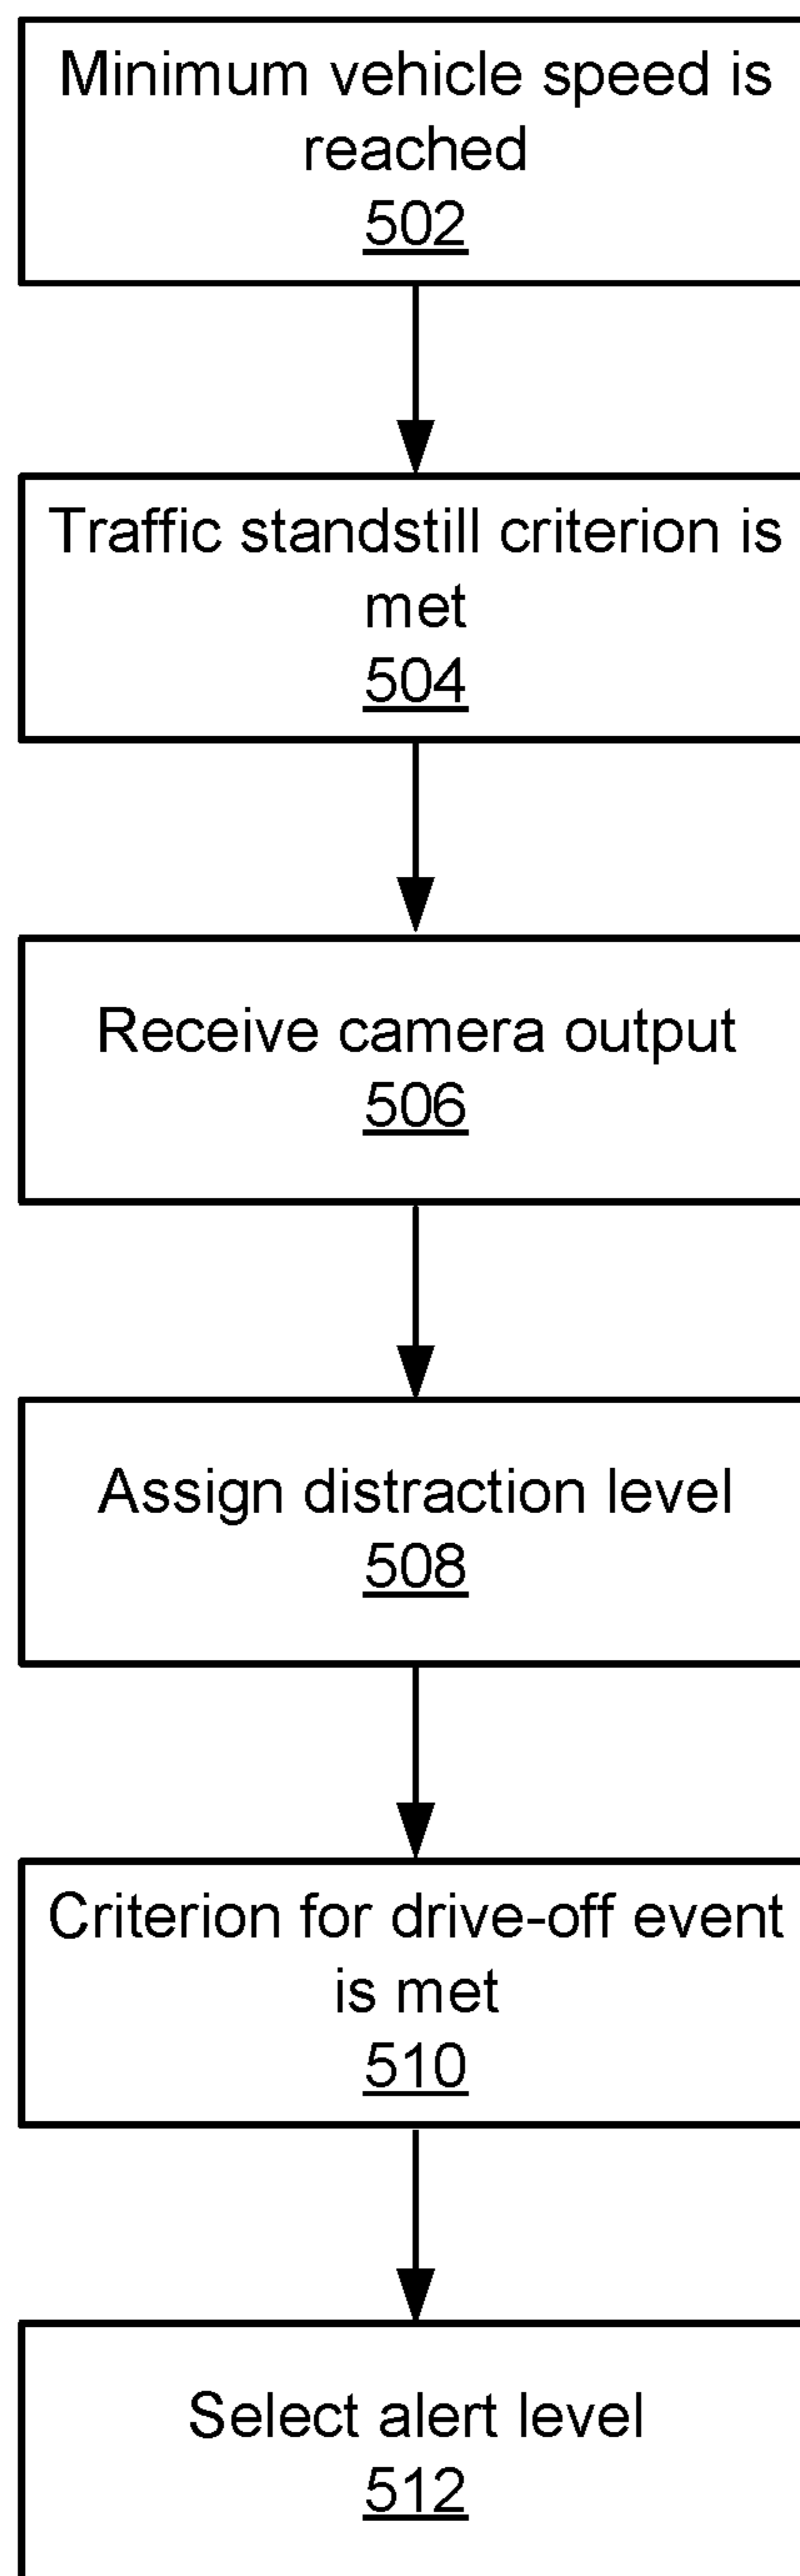 Minimum vehicle speed is
reached
502
Traffic standstill criterion is
met
504
Receive camera output
506
Assign distraction level
508
Criterion for drive-off event
is met
510
Select alert level
512